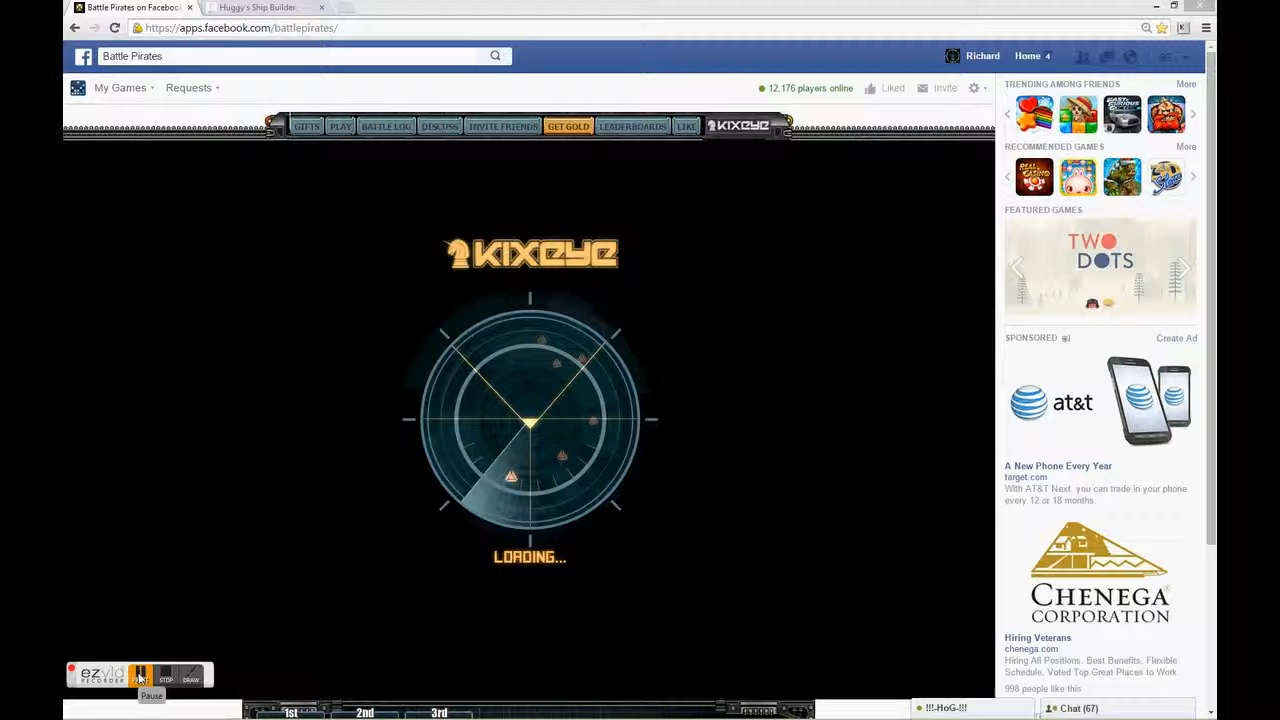 Battle Pirates on Facebook
Huggy's Ship Builder
https://apps.facebook.com/battlepirates/
Battle Pirates
Richard
Home 4
My Games
Requests
12,176 players online
Liked
Invite
GIFTS
PLAY
BATTLE LOG
DISCUSS
INVITE FRIENDS
GET GOLD
LEADERBOARDS
LIKE
KIXEYE
KIXEYE
LOADING...
TRENDING AMONG FRIENDS
More
RECOMMENDED GAMES
More
FEATURED GAMES
TWO
DOTS
SPONSORED
Create Ad
at&t
A New Phone Every Year
target.com
With AT&T Next, you can trade in your phone
every 12 or 18 months.
CHENEGA
CORPORATION
Hiring Veterans
chenega.com
Hiring All Positions. Best Benefits. Flexible
Schedule, Voted Top Great Places to Work.
998 people like this
ezvid
RECORDER
STOP
DRAW
Pause
1st
2nd
3rd
!!!-HoG-!!!
Chat (67)